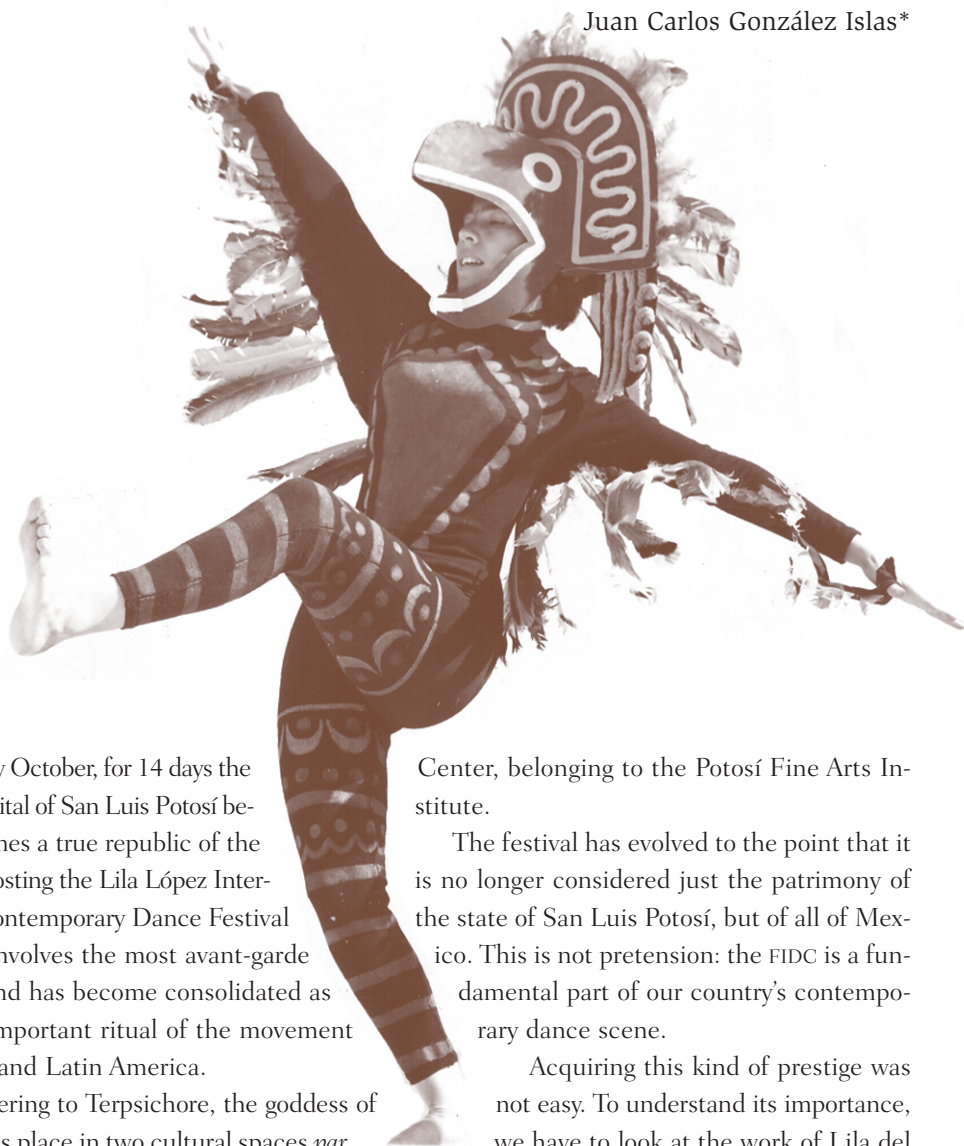 Juan Carlos González Islas*
y October, for 14 days the
ital of San Luis Potosí be-
nes a true republic of the
osting the Lila López Inter-
ontemporary Dance Festival
nvolves the most avant-garde
nd has become consolidated as
mportant ritual of the movement
and Latin America.
ering to Terpsichore, the goddess of
s place in two cultural spaces par
Center, belonging to the Potosí Fine Arts In-
stitute.
The festival has evolved to the point that it
is no longer considered just the patrimony of
the state of San Luis Potosí, but of all of Mex-
ico. This is not pretension: the FIDC is a fun-
damental part of our country's contempo-
rary dance scene.
Acquiring this kind of prestige was
not easy. To understand its importance,
we have to look at the work of Lila del